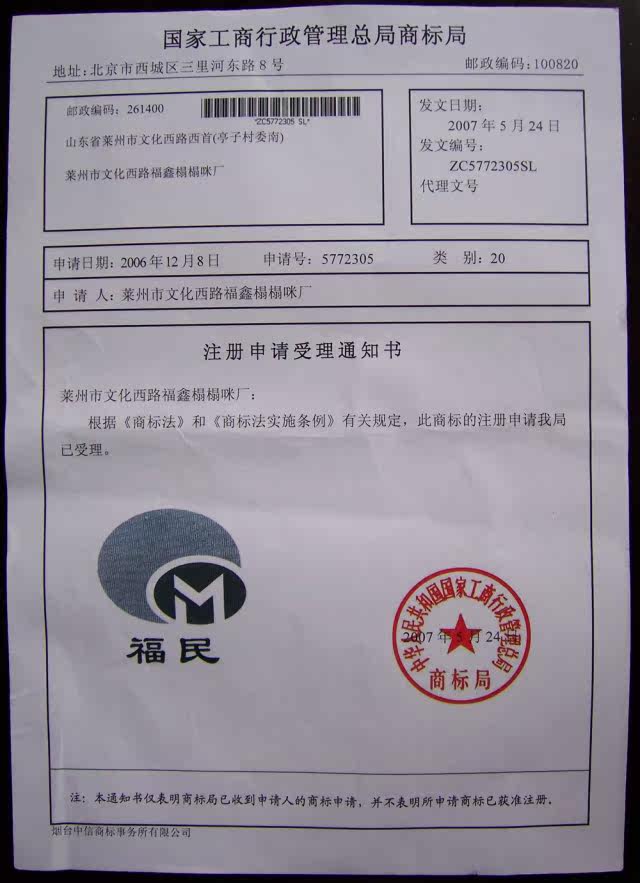 国家工商行政管理总局商标局
地址:北京市西城区三里河东路8号 邮政编码:100820
邮政编码: 261400
*ZC5772305 SL*
山东省莱州市文化西路西首(亭子村委南)
莱州市文化西路福鑫榻榻咪厂
发文日期:
2007年5月24日
发文编号:
ZC5772305SL
代理文号
申请日期: 2006年12月8日 申请号: 5772305 类 别: 20
申 请 人: 莱州市文化西路福鑫榻榻咪厂
注册申请受理通知书
莱州市文化西路福鑫榻榻咪厂:
根据《商标法》和《商标法实施条例》有关规定，此商标的注册申请我局
已受理。
M
福民
中华人民共和国国家工商行政管理总局
2007年5月24日
商标局
注: 本通知书仅表明商标局已收到申请人的商标申请，并不表明所申请商标已获准注册.
烟台中信商标事务所有限公司